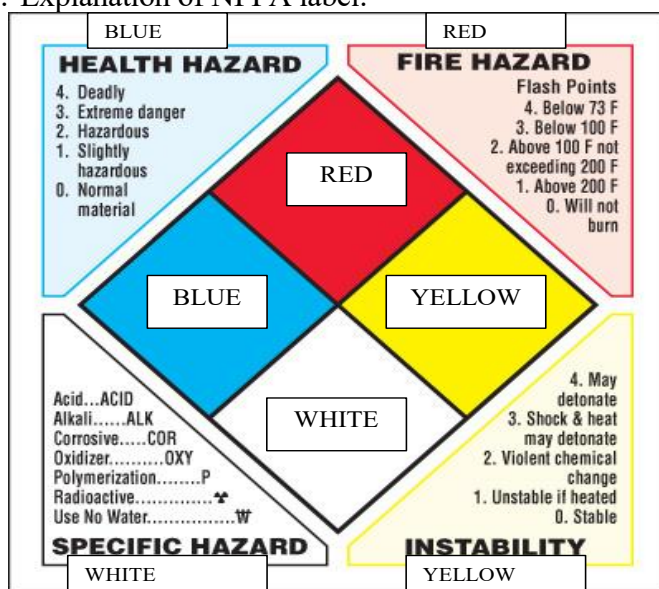 . Explanation of NFPA label.
BLUE
HEALTH HAZARD
4. Deadly
3. Extreme danger
2. Hazardous
1. Slightly
hazardous
0. Normal
material
RED
FIRE HAZARD
Flash Points
4. Below 73 F
3. Below 100 F
2. Above 100 F not
exceeding 200 F
1. Above 200 F
0. Will not
burn
RED
BLUE
YELLOW
WHITE
Acid...ACID
Alkali......ALK
Corrosive.....COR
Oxidizer..........OXY
Polymerization........P
Radioactive..............☢
Use No Water................W
SPECIFIC HAZARD
WHITE
4. May
detonate
3. Shock & heat
may detonate
2. Violent chemical
change
1. Unstable if heated
0. Stable
INSTABILITY
YELLOW